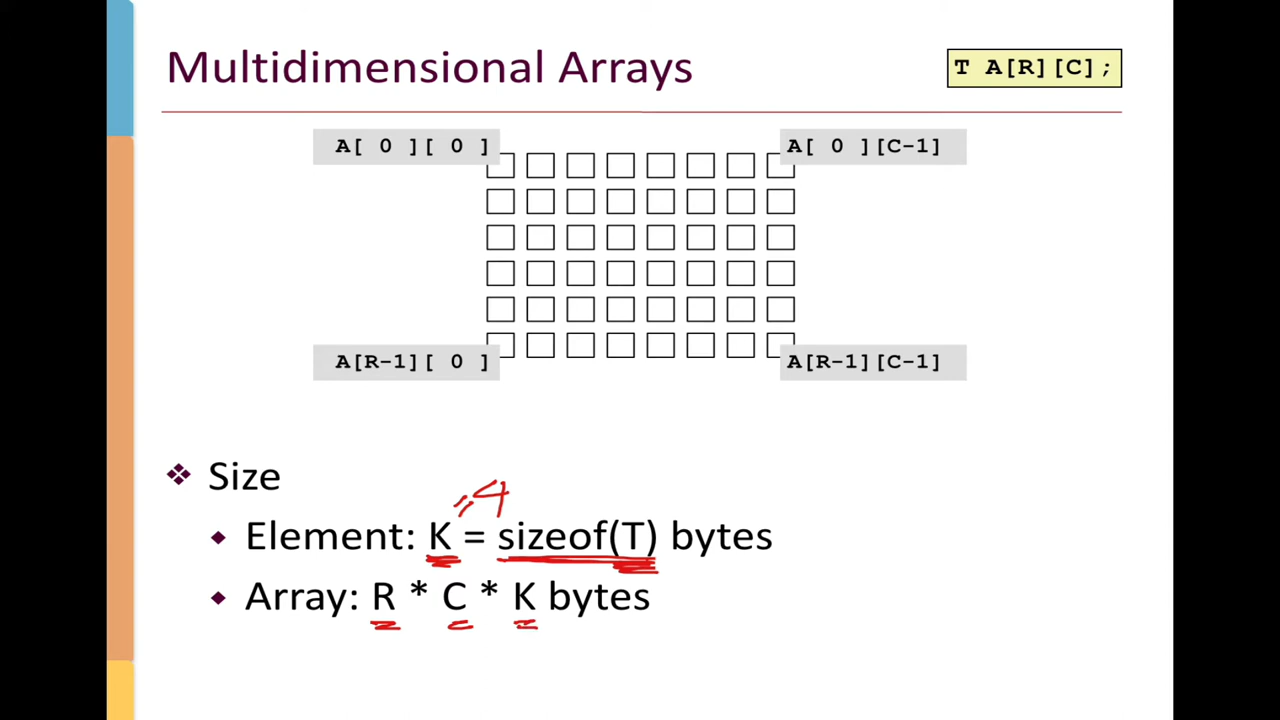 Multidimensional Arrays
T A[R][C];
A[ 0 ][ 0 ]
A[ 0 ][C-1]
A[R-1][ 0 ]
A[R-1][C-1]
❖ Size
=4
◆ Element: K = sizeof(T) bytes
◆ Array: R * C * K bytes